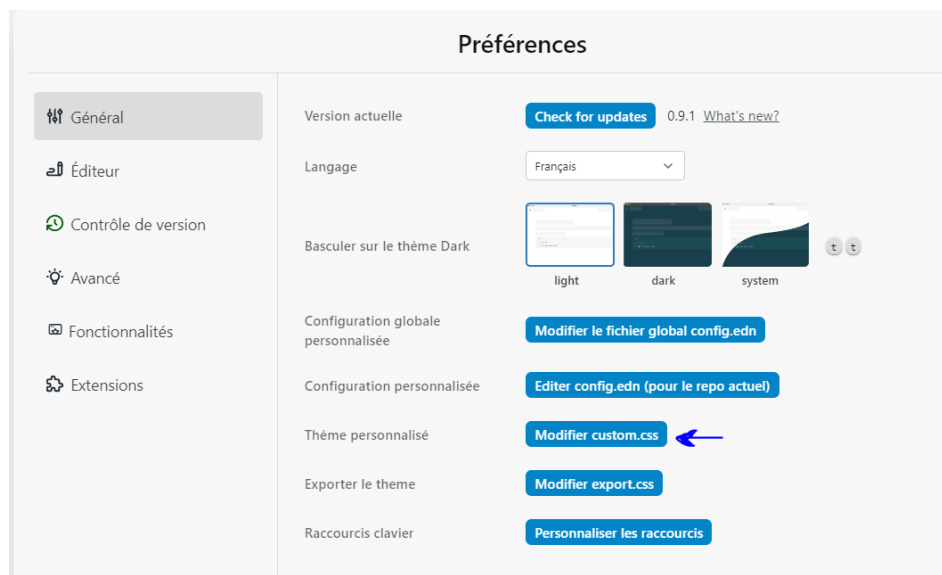 Préférences
Général
Éditeur
Contrôle de version
Avancé
Fonctionnalités
Extensions
Version actuelle
Check for updates 0.9.1 What's new?
Langage
Français
Basculer sur le thème Dark
t t
light dark system
Configuration globale
personnalisée
Modifier le fichier global config.edn
Configuration personnalisée
Editer config.edn (pour le repo actuel)
Thème personnalisé
Modifier custom.css
Exporter le theme
Modifier export.css
Raccourcis clavier
Personnaliser les raccourcis